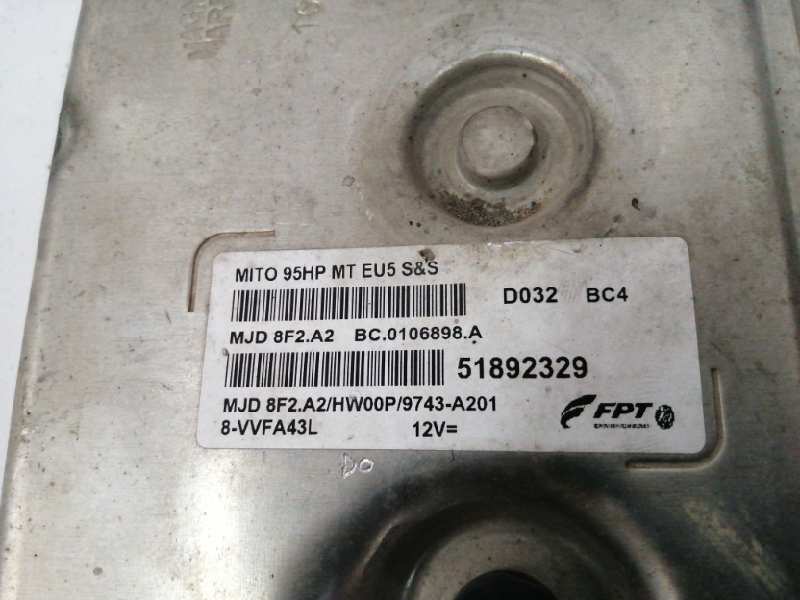 MITO 95HP MT EU5 S&S
D032 BC4
MJD 8F2.A2 BC.0106898.A
51892329
MJD 8F2.A2/HW00P/9743-A201
8-VVFA43L 12V=
FPT
DO